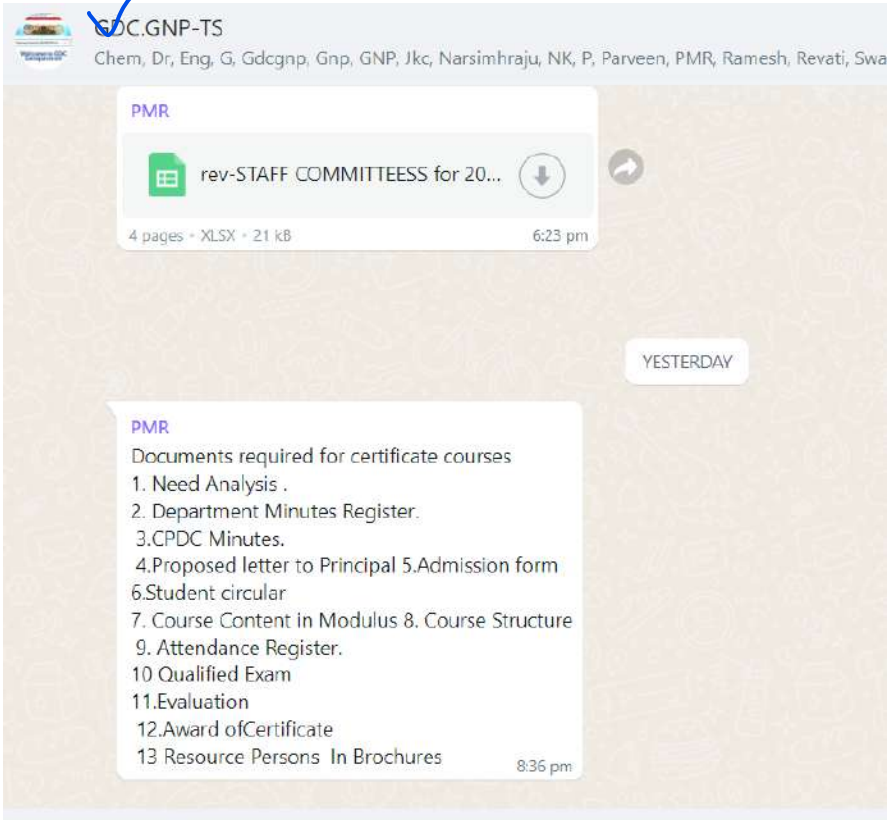 GDC.GNP-TS
Chem, Dr, Eng, G, Gdcgnp, Gnp, GNP, Jkc, Narsimhraju, NK, P, Parveen, PMR, Ramesh, Revati, Swa
PMR
rev-STAFF COMMITTEESS for 20...
4 pages • XLSX • 21 kB 6:23 pm
YESTERDAY
PMR
Documents required for certificate courses
1. Need Analysis .
2. Department Minutes Register.
3.CPDC Minutes.
4.Proposed letter to Principal 5.Admission form
6.Student circular
7. Course Content in Modulus 8. Course Structure
9. Attendance Register.
10 Qualified Exam
11.Evaluation
12.Award ofCertificate
13 Resource Persons In Brochures
8:36 pm